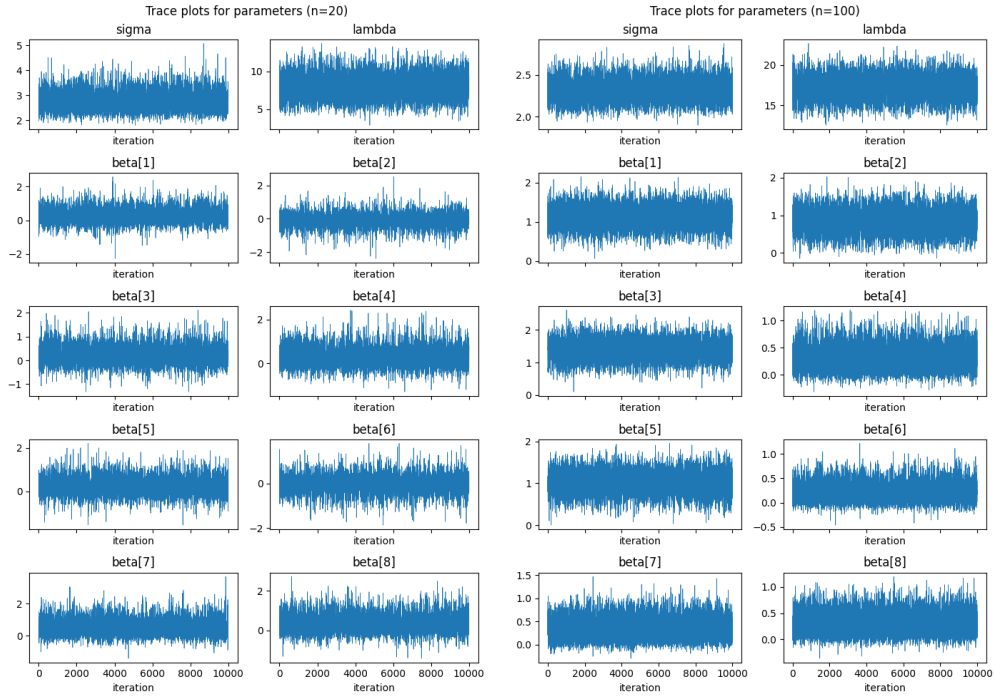 Trace plots for parameters (n=20)
sigma
5
4
3
2
iteration
lambda
10
5
iteration
beta[1]
2
0
−2
iteration
beta[2]
2
0
−2
iteration
beta[3]
2
1
0
−1
iteration
beta[4]
2
0
iteration
beta[5]
2
0
iteration
beta[6]
0
−2
iteration
beta[7]
2
0
0 2000 4000 6000 8000 10000
iteration
beta[8]
2
0
0 2000 4000 6000 8000 10000
iteration
Trace plots for parameters (n=100)
sigma
2.5
2.0
iteration
lambda
20
15
iteration
beta[1]
2
1
0
iteration
beta[2]
2
1
0
iteration
beta[3]
2
1
0
iteration
beta[4]
1.0
0.5
0.0
iteration
beta[5]
2
1
0
iteration
beta[6]
1.0
0.5
0.0
−0.5
iteration
beta[7]
1.5
1.0
0.5
0.0
0 2000 4000 6000 8000 10000
iteration
beta[8]
1.0
0.5
0.0
0 2000 4000 6000 8000 10000
iteration